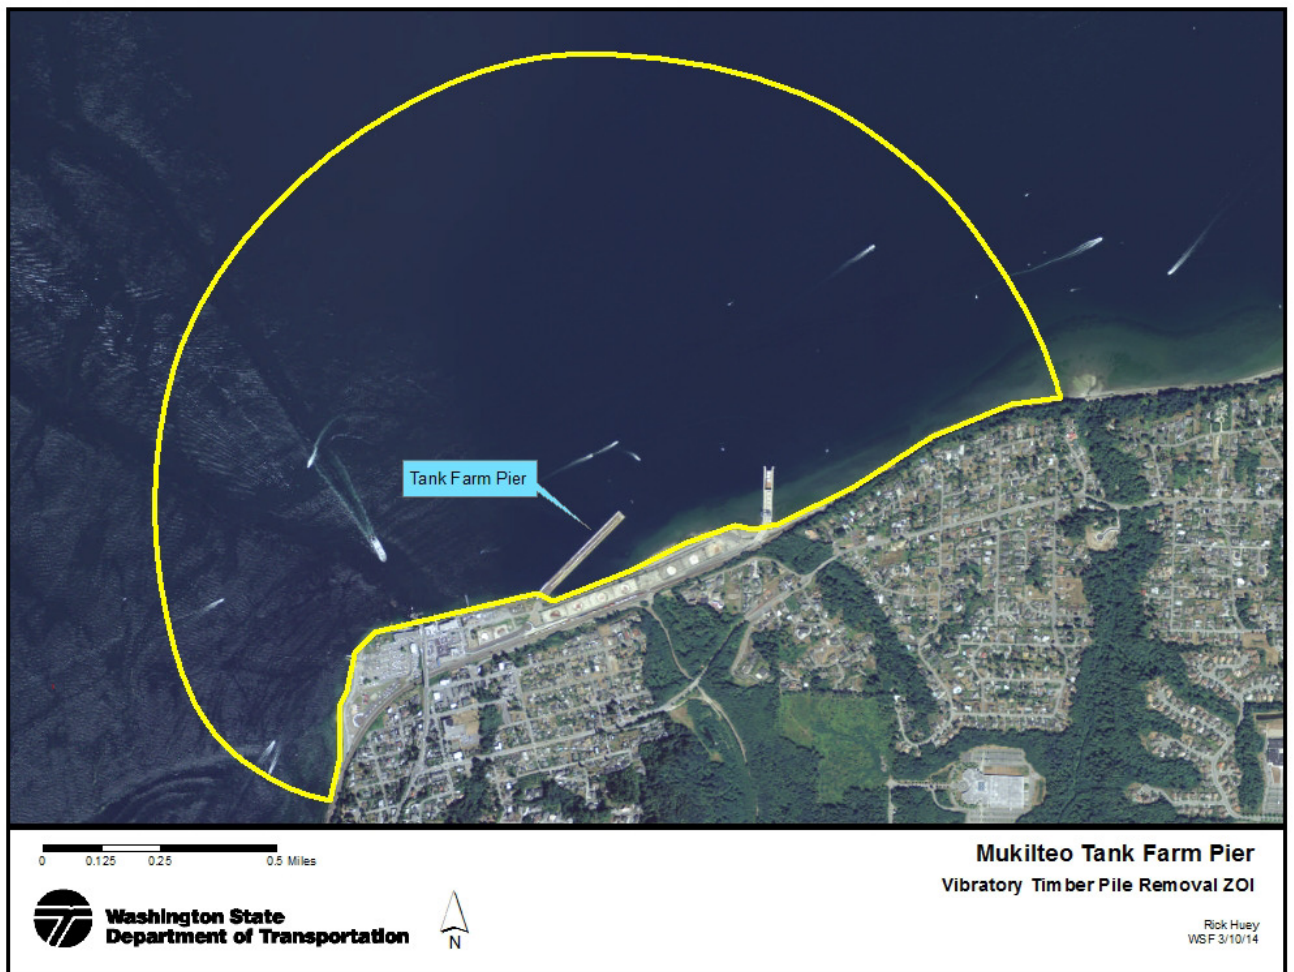 Tank Farm Pier
0 0.125 0.25 0.5 Miles
Mukilteo Tank Farm Pier
Vibratory Timber Pile Removal ZOI
Washington State
Department of Transportation
N
Rick Huey
WSF 3/10/14